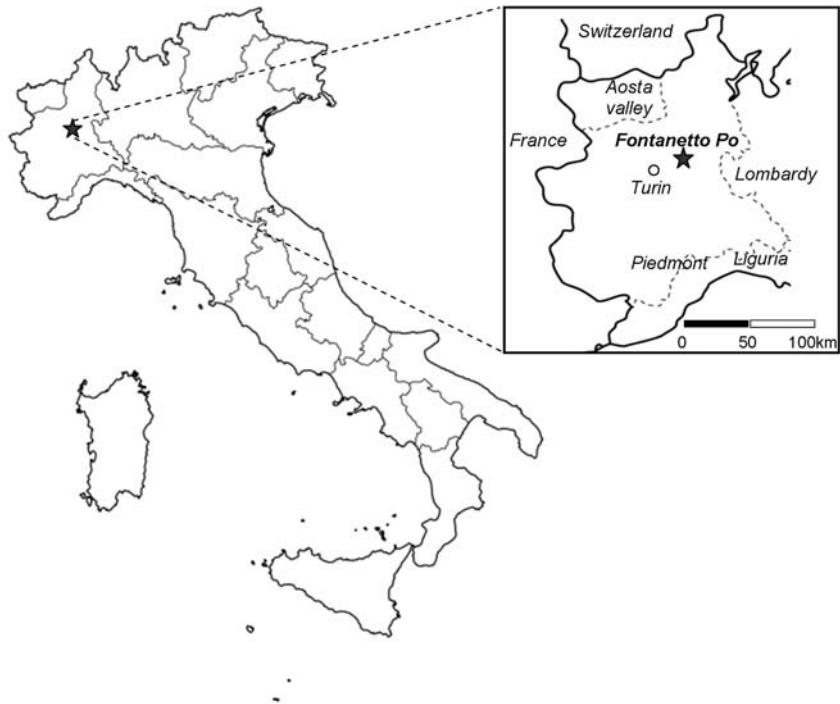 Switzerland
Aosta
valley
France
Fontanetto Po
Turin
Lombardy
Piedmont
Liguria
0 50 100km